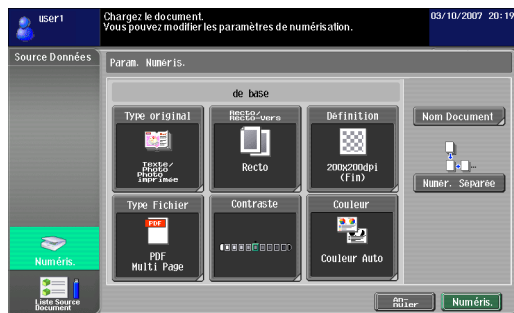 user1
Chargez le document.
Vous pouvez modifier les paramètres de numérisation.
03/10/2007 20:19
Source Données
Param. Numéris.
de base
Type original
Texte/
Photo
Photo
imprimée
Recto/
Recto-Vers
Recto
Définition
200x200dpi
(Fin)
Nom Document
Numér. Séparée
Type Fichier
PDF
PDF
Multi Page
Contraste
Couleur
Couleur Auto
Numéris.
Liste Source
Document
An-
nuler
Numéris.